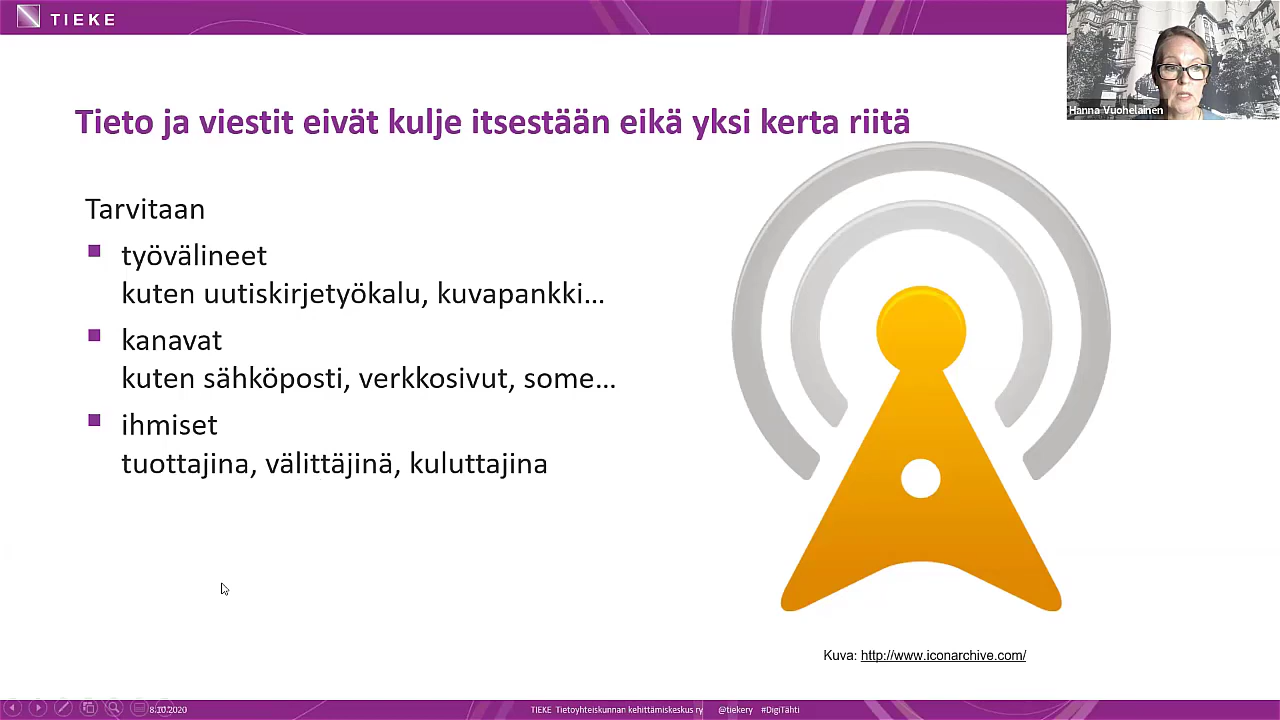 TIEKE
Hanna Vuohelainen
Tieto ja viestit eivät kulje itsestään eikä yksi kerta riitä
Tarvitaan
työvälineet
kuten uutiskirjetyökalu, kuvapankki...
kanavat
kuten sähköposti, verkkosivut, some...
ihmiset
tuottajina, välittäjinä, kuluttajina
Kuva: http://www.iconarchive.com/
8.10.2020
TIEKE Tietoyhteiskunnan kehittämiskeskus ry @tiekery #DigiTähti